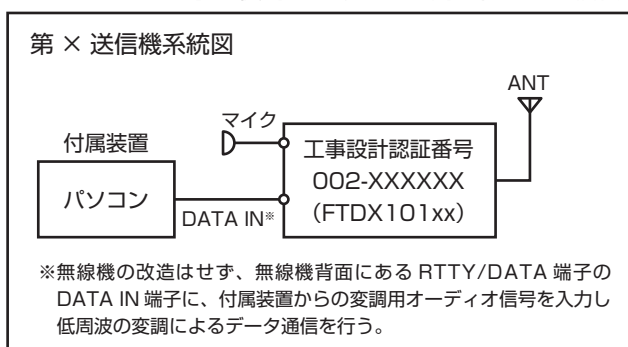 第 × 送信機系統図
ANT
マイク
付属装置
工事設計認証番号
002-XXXXXX
パソコン
(FTDX101xx)
DATA IN※
※無線機の改造はせず、無線機背面にある RTTY/DATA 端子の
DATA IN 端子に、付属装置からの変調用オーディオ信号を入力し
低周波の変調によるデータ通信を行う。